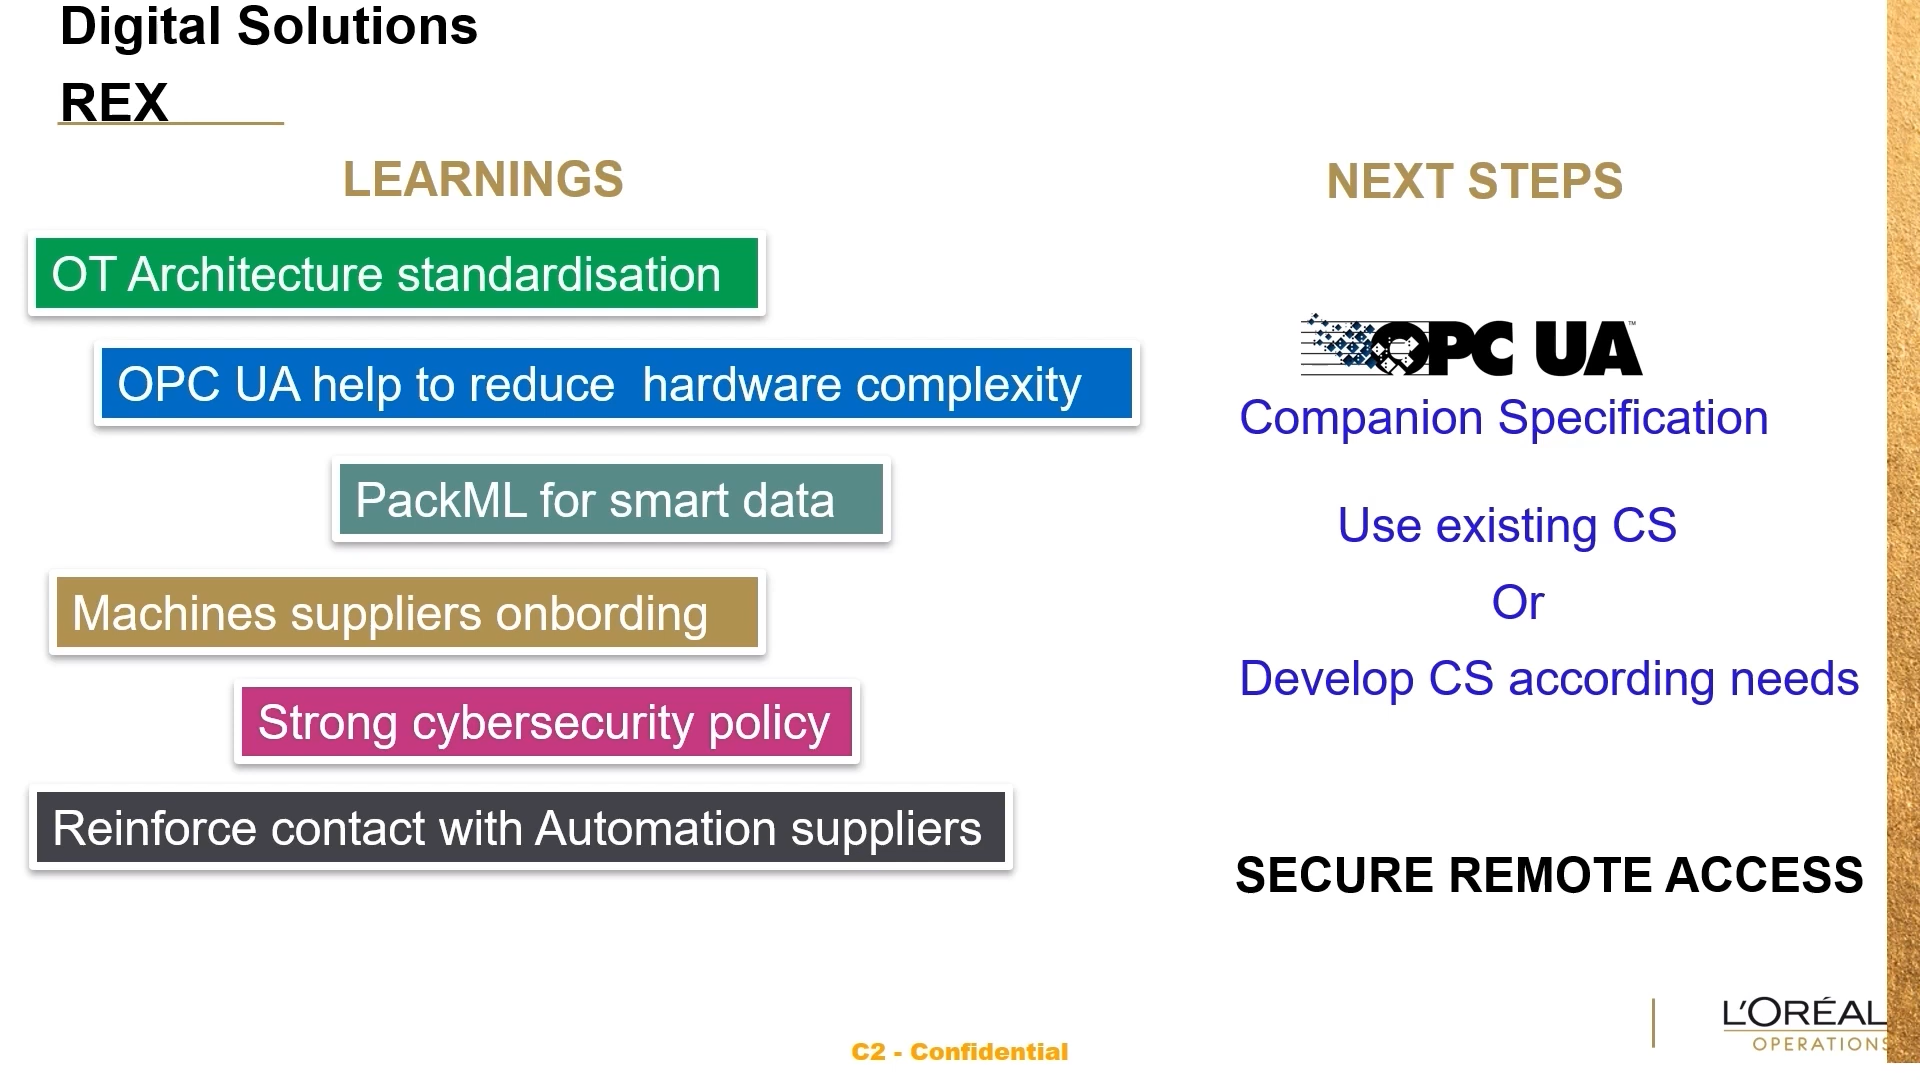 Digital Solutions
REX
LEARNINGS
OT Architecture standardisation
OPC UA help to reduce  hardware complexity
PackML for smart data
Machines suppliers onbording
Strong cybersecurity policy
Reinforce contact with Automation suppliers
NEXT STEPS
OPC UA™
Companion Specification
Use existing CS
Or
Develop CS according needs
SECURE REMOTE ACCESS
C2 - Confidential
L'ORÉAL
OPERATIONS